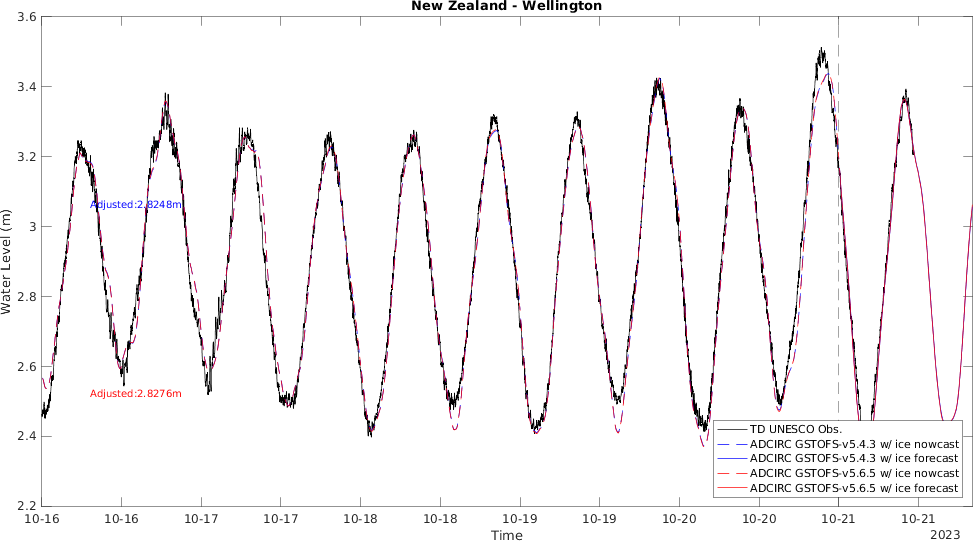 New Zealand - Wellington
3.6
3.4
3.2
3
2.8
2.6
2.4
2.2
Water Level (m)
Adjusted:2.8248m
Adjusted:2.8276m
TD UNESCO Obs.
ADCIRC GSTOFS-v5.4.3 w/ ice nowcast
ADCIRC GSTOFS-v5.4.3 w/ ice forecast
ADCIRC GSTOFS-v5.6.5 w/ ice nowcast
ADCIRC GSTOFS-v5.6.5 w/ ice forecast
10-16 10-16 10-17 10-17 10-18 10-18 10-19 10-19 10-20 10-20 10-21 10-21
Time
2023